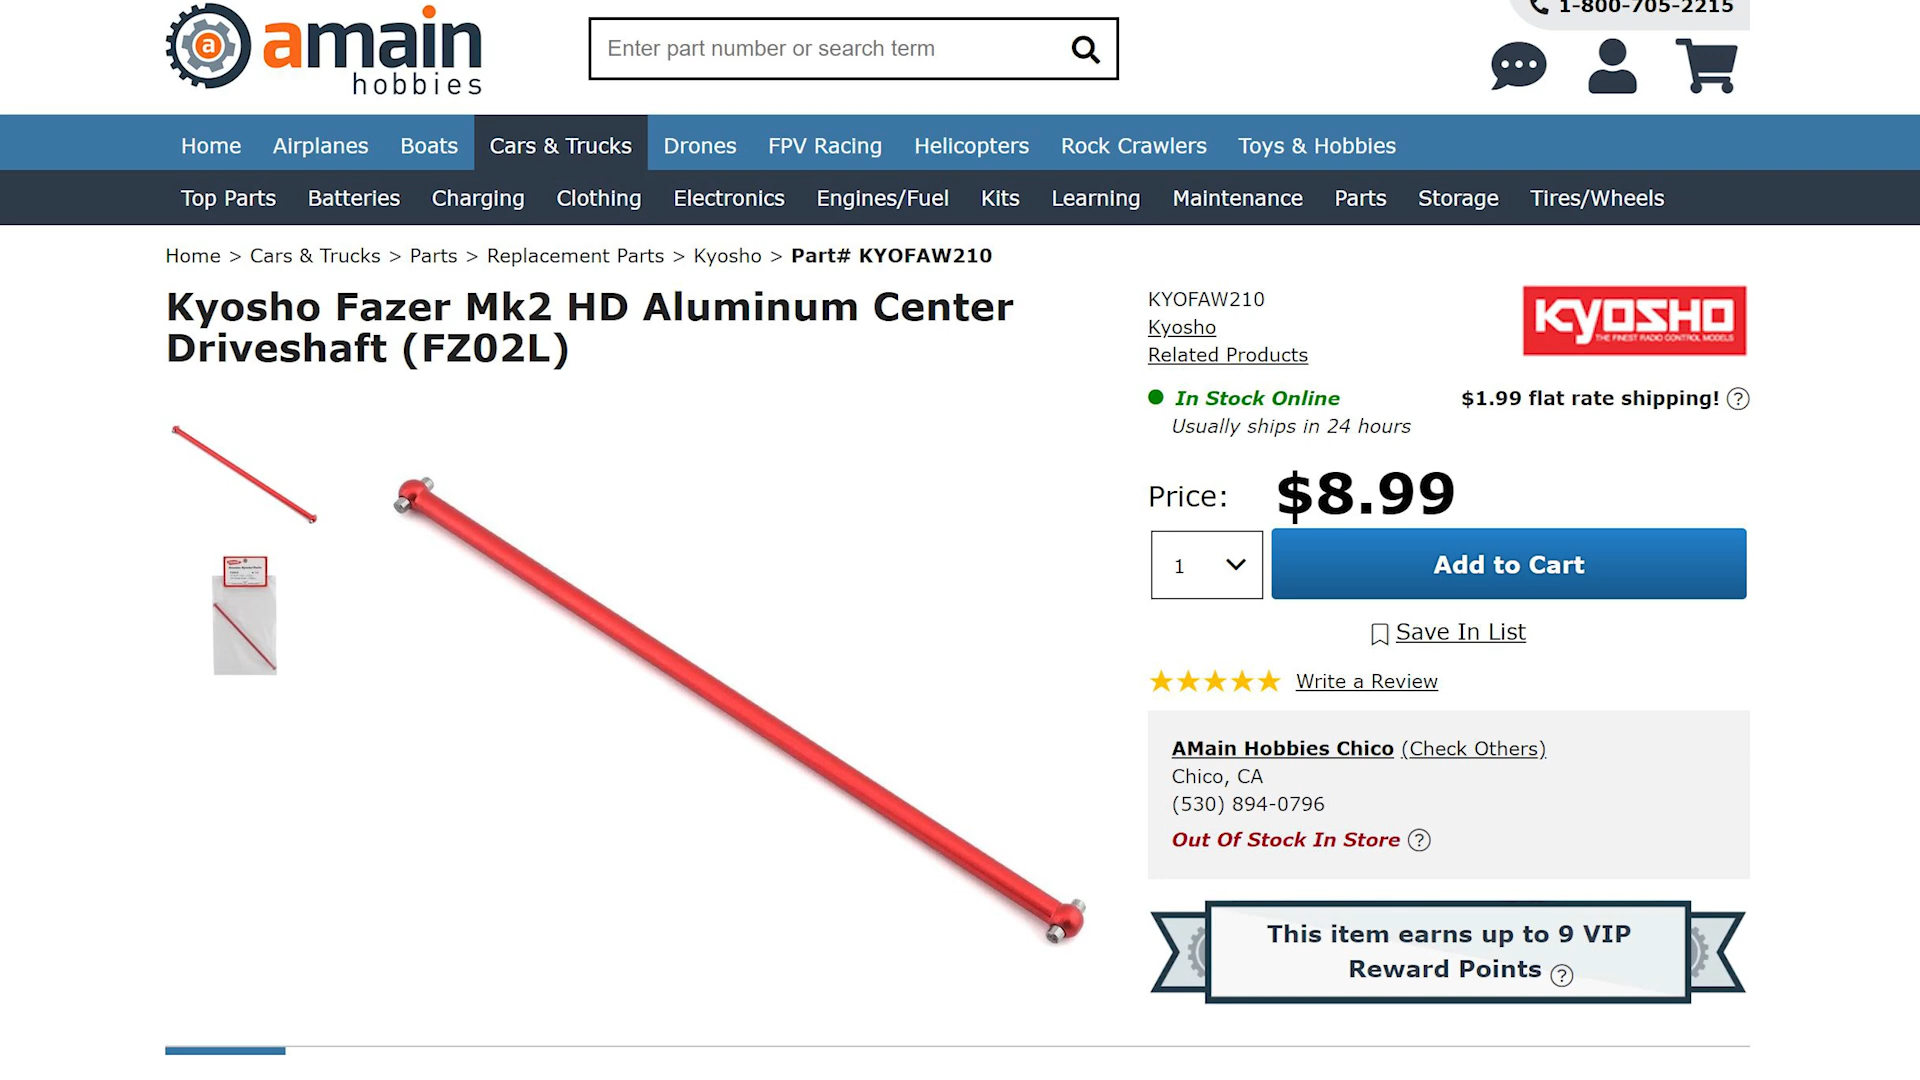 1-800-705-2215
a
amain
hobbies
Enter part number or search term
Home Airplanes Boats Cars & Trucks Drones FPV Racing Helicopters Rock Crawlers Toys & Hobbies
Top Parts Batteries Charging Clothing Electronics Engines/Fuel Kits Learning Maintenance Parts Storage Tires/Wheels
Home > Cars & Trucks > Parts > Replacement Parts > Kyosho > Part# KYOFAW210
Kyosho Fazer Mk2 HD Aluminum Center
Driveshaft (FZ02L)
KYOFAW210
Kyosho
Related Products
KYOSHO
THE FINEST RADIO CONTROL MODELS
In Stock Online
$1.99 flat rate shipping! ?
Usually ships in 24 hours
Price: $8.99
1
Add to Cart
Save In List
Write a Review
AMain Hobbies Chico (Check Others)
Chico, CA
(530) 894-0796
Out Of Stock In Store ?
This item earns up to 9 VIP
Reward Points ?